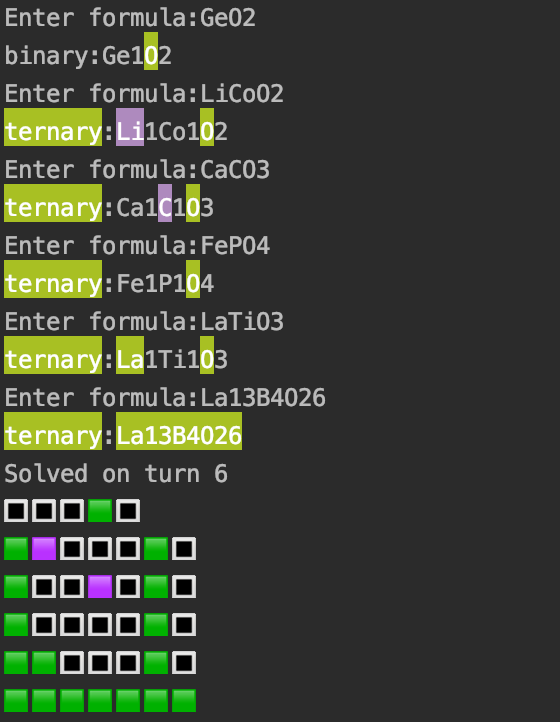 Enter formula:GeO2
binary:Ge1O2
Enter formula:LiCoO2
ternary:Li1Co1O2
Enter formula:CaCO3
ternary:Ca1C1O3
Enter formula:FePO4
ternary:Fe1P1O4
Enter formula:LaTiO3
ternary:La1Ti1O3
Enter formula:La13B4O26
ternary:La13B4O26
Solved on turn 6